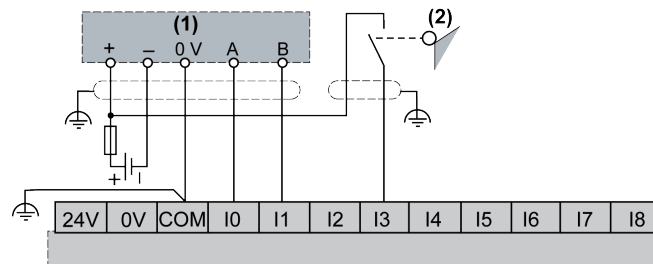 (1)
(2)
+ – 0 V A B
+ –
24V 0V COM I0 I1 I2 I3 I4 I5 I6 I7 I8